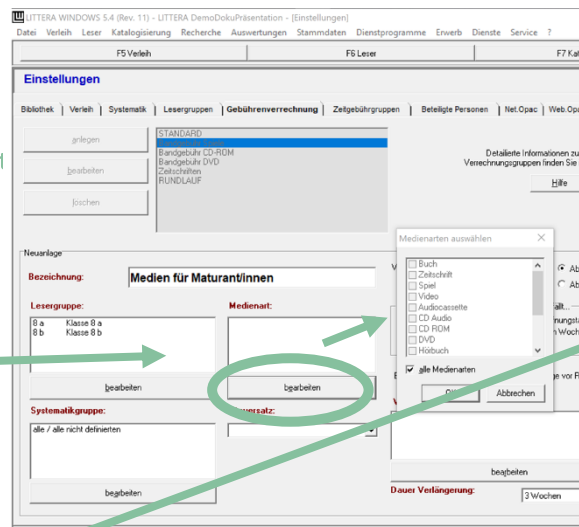 LITTERA WINDOWS 5.4 (Rev. 11) - LITTERA DemoDokuPräsentation - [Einstellungen]
Datei Verleih Leser Katalogisierung Recherche Auswertungen Stammdaten Dienstprogramme Erwerb Dienste Service ?
F5 Verleih F6 Leser F7 Kat
Einstellungen
Bibliothek Verleih Systematik Lesergruppen Gebührenverrechnung Zeitgebührgruppen Beteiligte Personen Net.Opac Web.Opa
anlegen
bearbeiten
löschen
STANDARD
Bandgebühr CD-ROM
Bandgebühr DVD
Zeitschriften
RUNDLAUF
Detailierte Informationen zu
Verrechnungsgruppen finden Sie
Hilfe
Neuanlage
Bezeichnung: Medien für Maturant/innen
Lesergruppe:
8 a Klasse 8 a
8 b Klasse 8 b
bearbeiten
Medienart:
bearbeiten
Systematikgruppe:
alle / alle nicht definierten
bearbeiten
Medienarten auswählen
Buch
Zeitschrift
Spiel
Video
Audiocassette
CD Audio
CD ROM
DVD
Hörbuch
alle Medienarten
Abbrechen
Ab
Ab
bearbeiten
Dauer Verlängerung: 3 Wochen